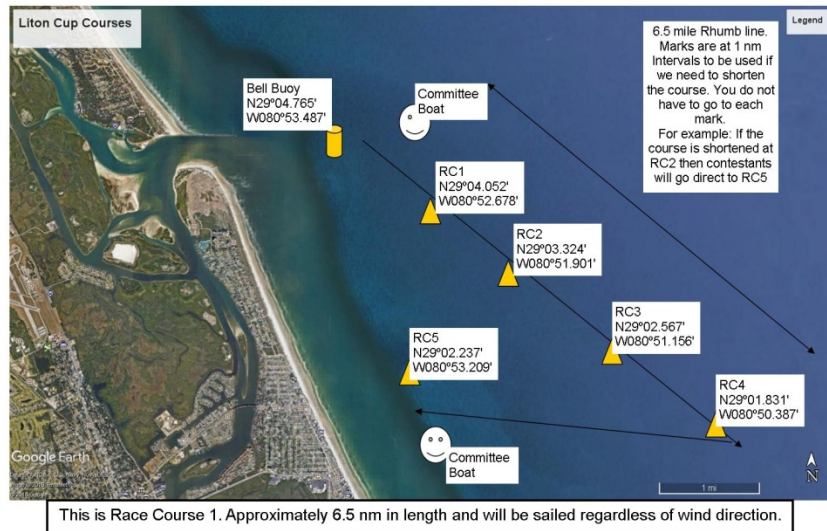 Liton Cup Courses
Legend
6.5 mile Rhumb line.
Marks are at 1 nm
Intervals to be used if
we need to shorten
the course. You do not
have to go to each
mark.
For example: If the
course is shortened at
RC2 then contestants
will go direct to RC5
Bell Buoy
N29º04.765'
W080º53.487'
Committee
Boat
RC1
N29º04.052'
W080º52.678'
RC2
N29º03.324'
W080º51.901'
RC3
N29º02.567'
W080º51.156'
RC5
N29º02.237'
W080º53.209'
RC4
N29º01.831'
W080º50.387'
Committee
Boat
Google Earth
N
1 mi
This is Race Course 1. Approximately 6.5 nm in length and will be sailed regardless of wind direction.